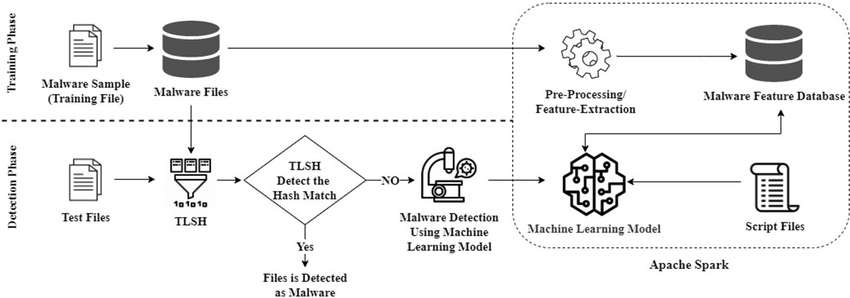 Training Phase
Malware Sample
(Training File)
Malware Files
Pre-Processing/
Feature-Extraction
Malware Feature Database
Detection Phase
Test Files
TLSH
TLSH
Detect the
Hash Match
NO
Yes
Files is Detected
as Malware
Malware Detection
Using Machine
Learning Model
Machine Learning Model
Script Files
Apache Spark